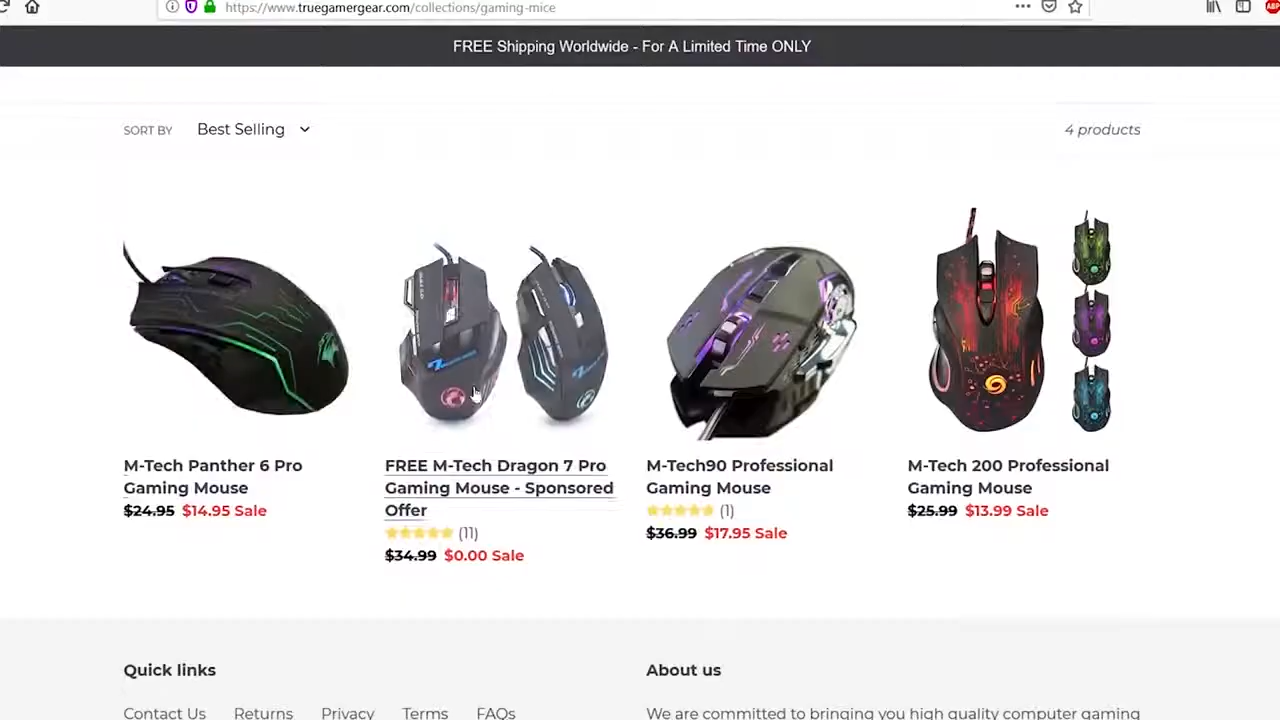 https://www.truegamergear.com/collections/gaming-mice
ABP
FREE Shipping Worldwide - For A Limited Time ONLY
SORT BY Best Selling
4 products
M-Tech Panther 6 Pro
Gaming Mouse
$24.95 $14.95 Sale
FREE M-Tech Dragon 7 Pro
Gaming Mouse - Sponsored
Offer
(11)
$34.99 $0.00 Sale
M-Tech90 Professional
Gaming Mouse
(1)
$36.99 $17.95 Sale
M-Tech 200 Professional
Gaming Mouse
$25.99 $13.99 Sale
Quick links
Contact Us Returns Privacy Terms FAQs
About us
We are committed to bringing you high quality computer gaming